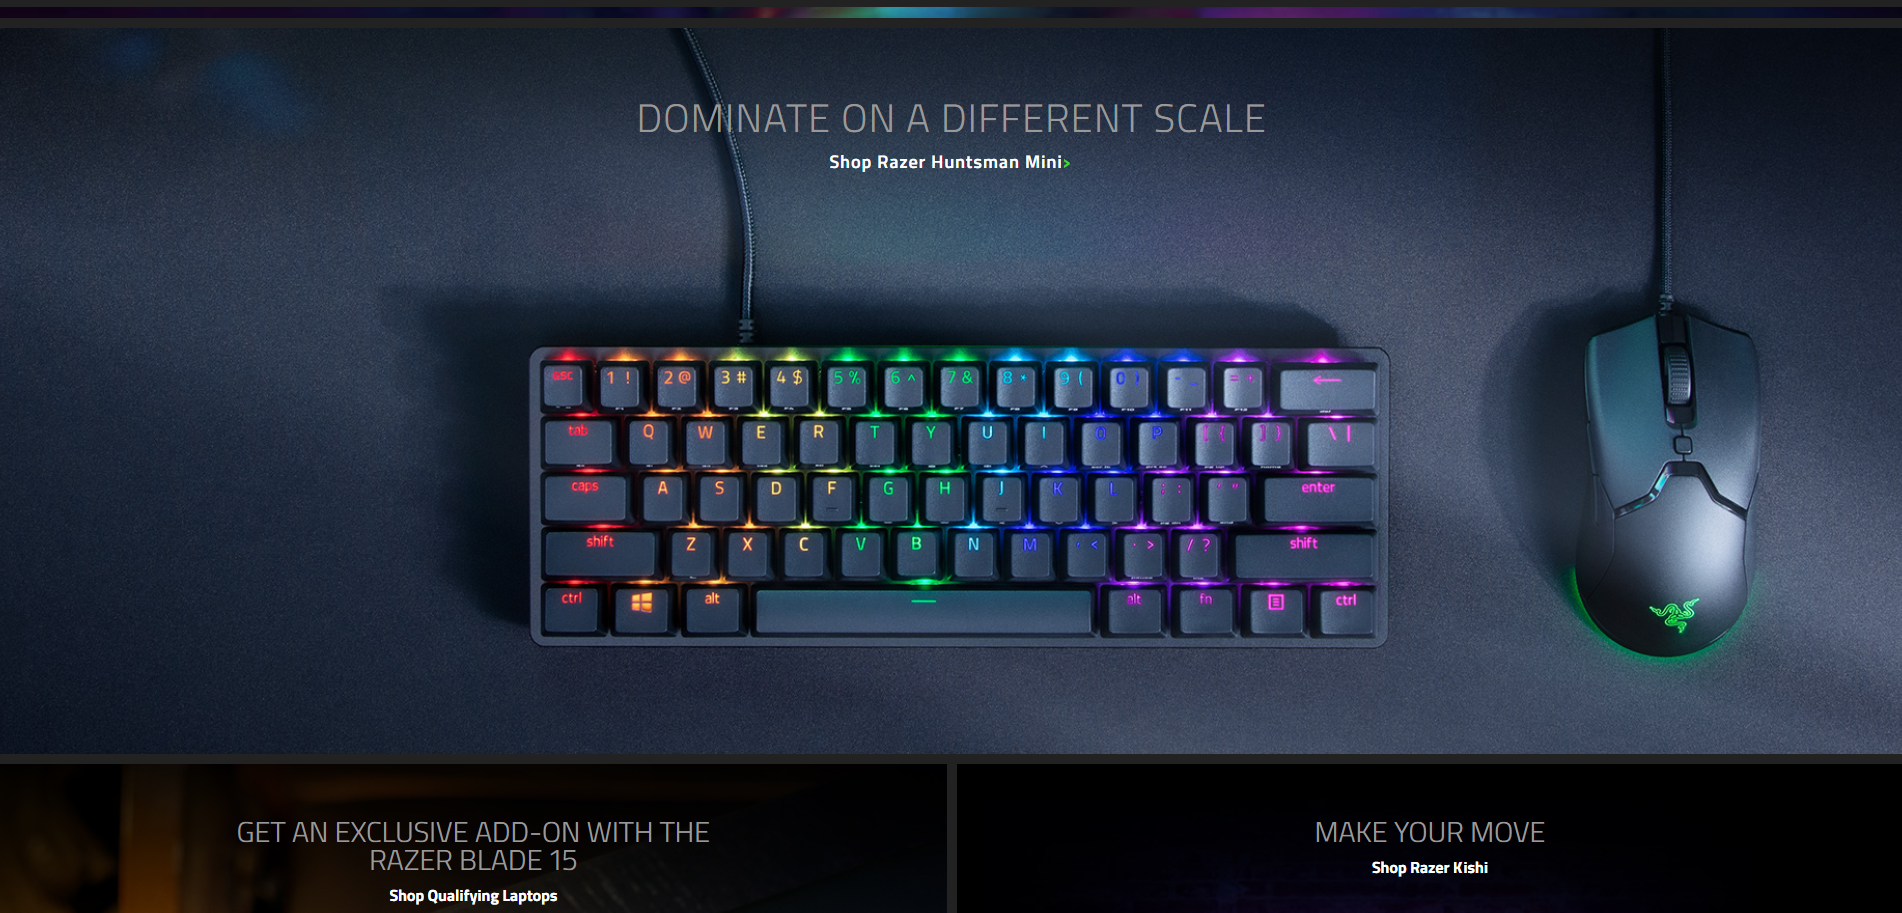 DOMINATE ON A DIFFERENT SCALE
Shop Razer Huntsman Mini>
esc 1 ! 2 @ 3 # 4 $ 5 % 6 ^ 7 & 8 * 9 ( 0 ) - _ = + ←
tab Q W E R T Y U I O P [ { ] } \ |
caps A S D F G H J K L ; : ' " enter
shift Z X C V B N M , < . > / ? shift
ctrl alt alt fn ctrl
GET AN EXCLUSIVE ADD-ON WITH THE
RAZER BLADE 15
Shop Qualifying Laptops
MAKE YOUR MOVE
Shop Razer Kishi